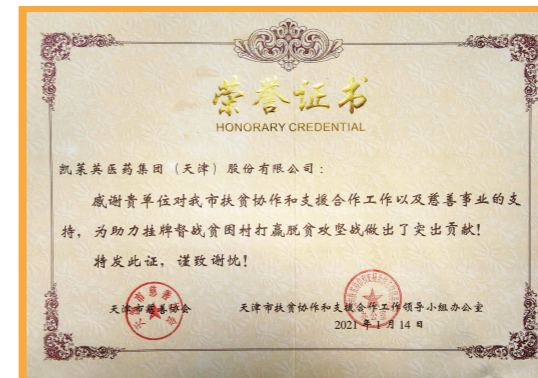 荣誉证书
HONORARY CREDENTIAL
凯莱英医药集团（天津）股份有限公司：
感谢贵单位对我市扶贫协作和支援合作工作以及慈善事业的支
持，为助力挂牌督战贫困村打赢脱贫攻坚战做出了突出贡献！
特发此证，谨致谢忱！
天津市慈善协会 天津市扶贫协作和支援合作工作领导小组办公室
2021年1月14日